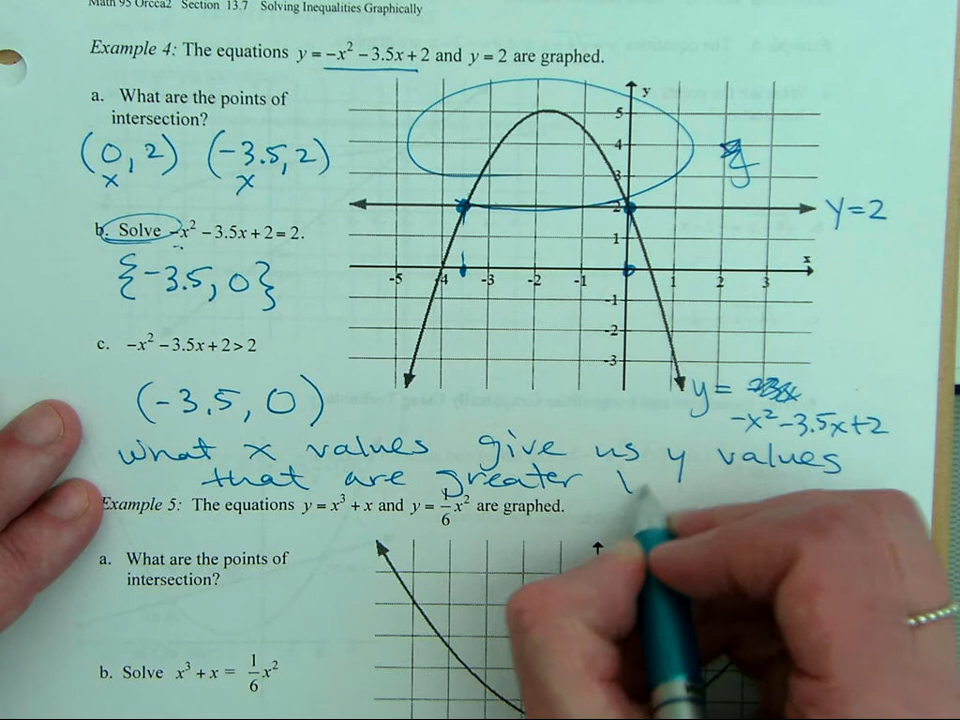 Math 95 Orcca2 Section 13.7 Solving Inequalities Graphically
Example 4: The equations y = −x² − 3.5x + 2 and y = 2 are graphed.
a. What are the points of
intersection?
(0, 2) (−3.5, 2)
x x
b. Solve −x² − 3.5x + 2 = 2.
{−3.5, 0}
c. −x² − 3.5x + 2 > 2
(−3.5, 0)
y
5
4
3
2
1
-5 -4 -3 -2 -1 1 2 3
x
-1
-2
-3
y
y=2
y =
−x² − 3.5x + 2
what x values give us y values
that are greater
Example 5: The equations y = x³ + x and y = 1/6 x² are graphed.
a. What are the points of
intersection?
b. Solve x³ + x = 1/6 x²